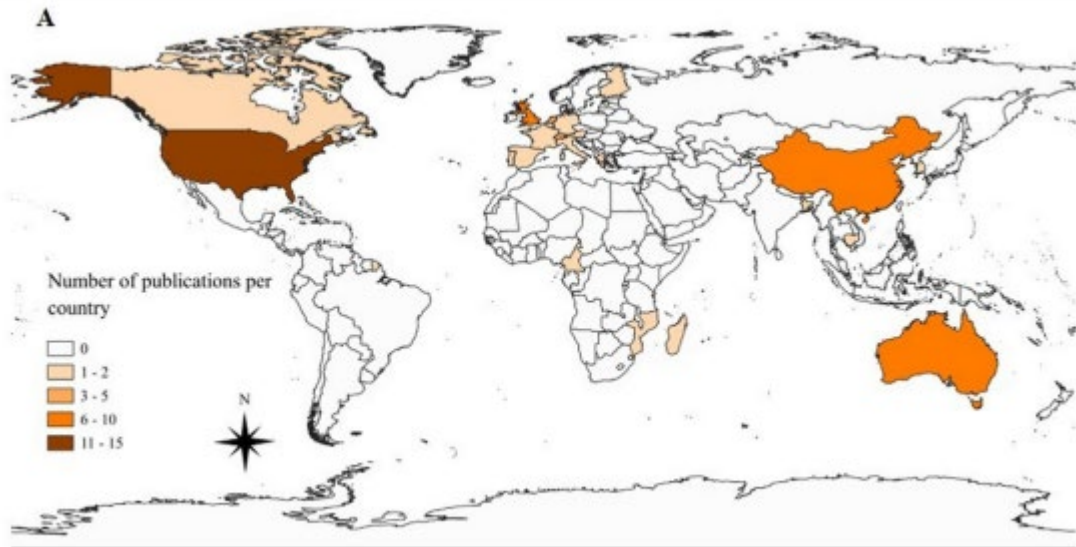 A
Number of publications per
country
0
1 - 2
3 - 5
6 - 10
11 - 15
N